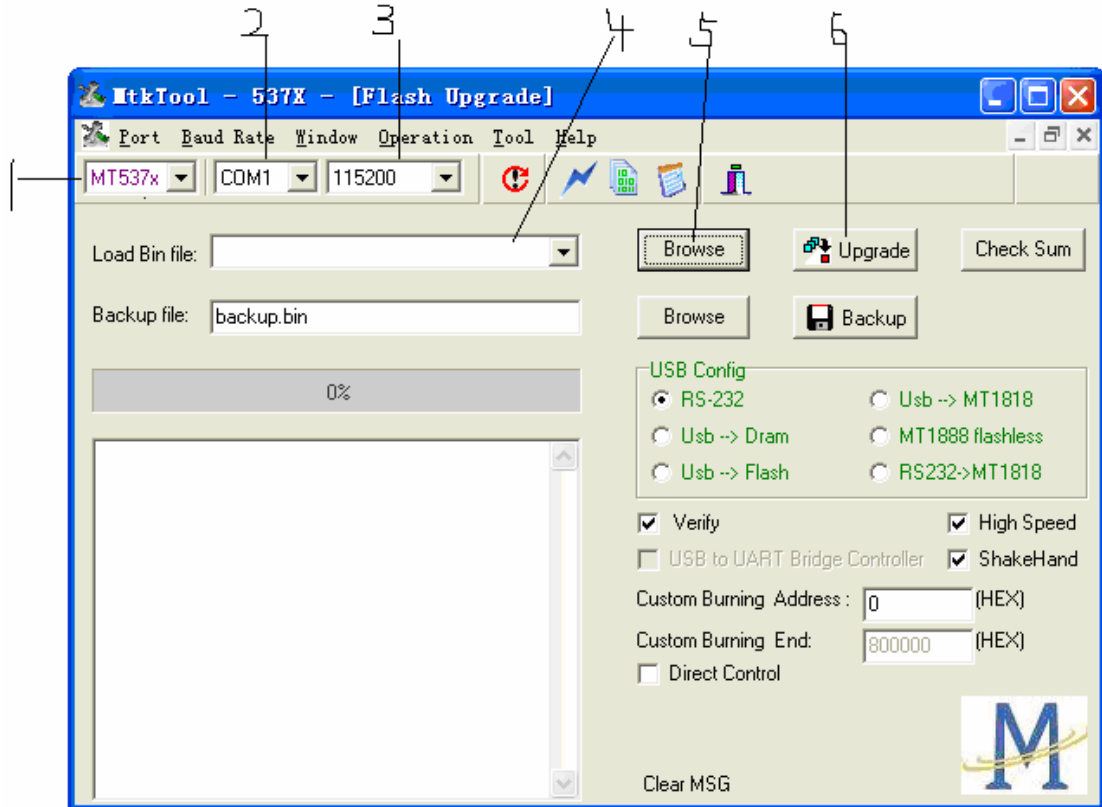 2 3 4 5 6
MtkTool - 537X - [Flash Upgrade]
Port Baud Rate Window Operation Tool Help
1 MT537x COM1 115200
Load Bin file: Browse Upgrade Check Sum
Backup file: backup.bin Browse Backup
0%
USB Config
RS-232 Usb --> MT1818
Usb --> Dram MT1888 flashless
Usb --> Flash RS232->MT1818
Verify High Speed
USB to UART Bridge Controller ShakeHand
Custom Burning Address : 0 (HEX)
Custom Burning End: 800000 (HEX)
Direct Control
M
Clear MSG